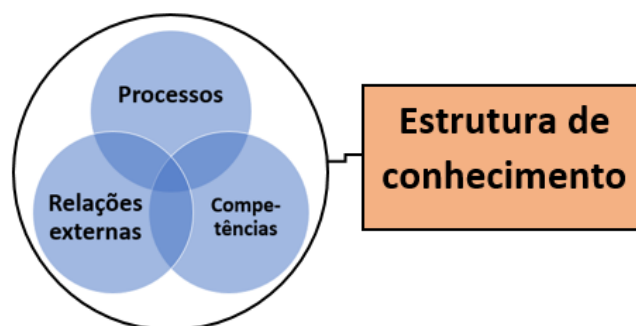 Processos
Relações
externas
Compe-
tências
Estrutura de
conhecimento